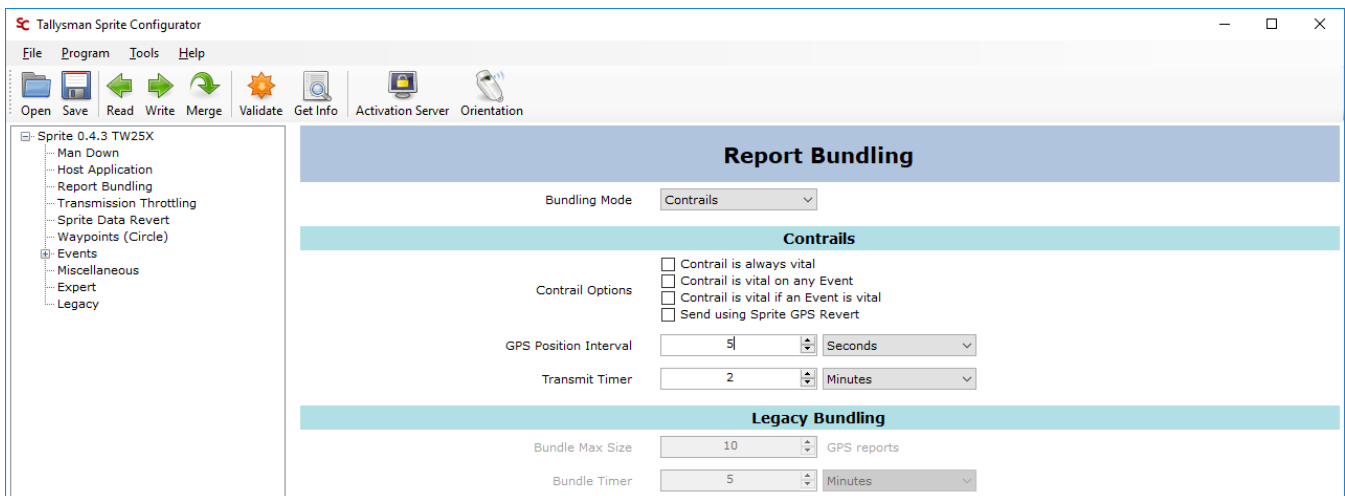 SC Tallysman Sprite Configurator
File Program Tools Help
Open Save Read Write Merge Validate Get Info Activation Server Orientation
Sprite 0.4.3 TW25X
Man Down
Host Application
Report Bundling
Transmission Throttling
Sprite Data Revert
Waypoints (Circle)
Events
Miscellaneous
Expert
Legacy
Report Bundling
Bundling Mode Contrails
Contrails
Contrail Options
Contrail is always vital
Contrail is vital on any Event
Contrail is vital if an Event is vital
Send using Sprite GPS Revert
GPS Position Interval 5 Seconds
Transmit Timer 2 Minutes
Legacy Bundling
Bundle Max Size 10 GPS reports
Bundle Timer 5 Minutes